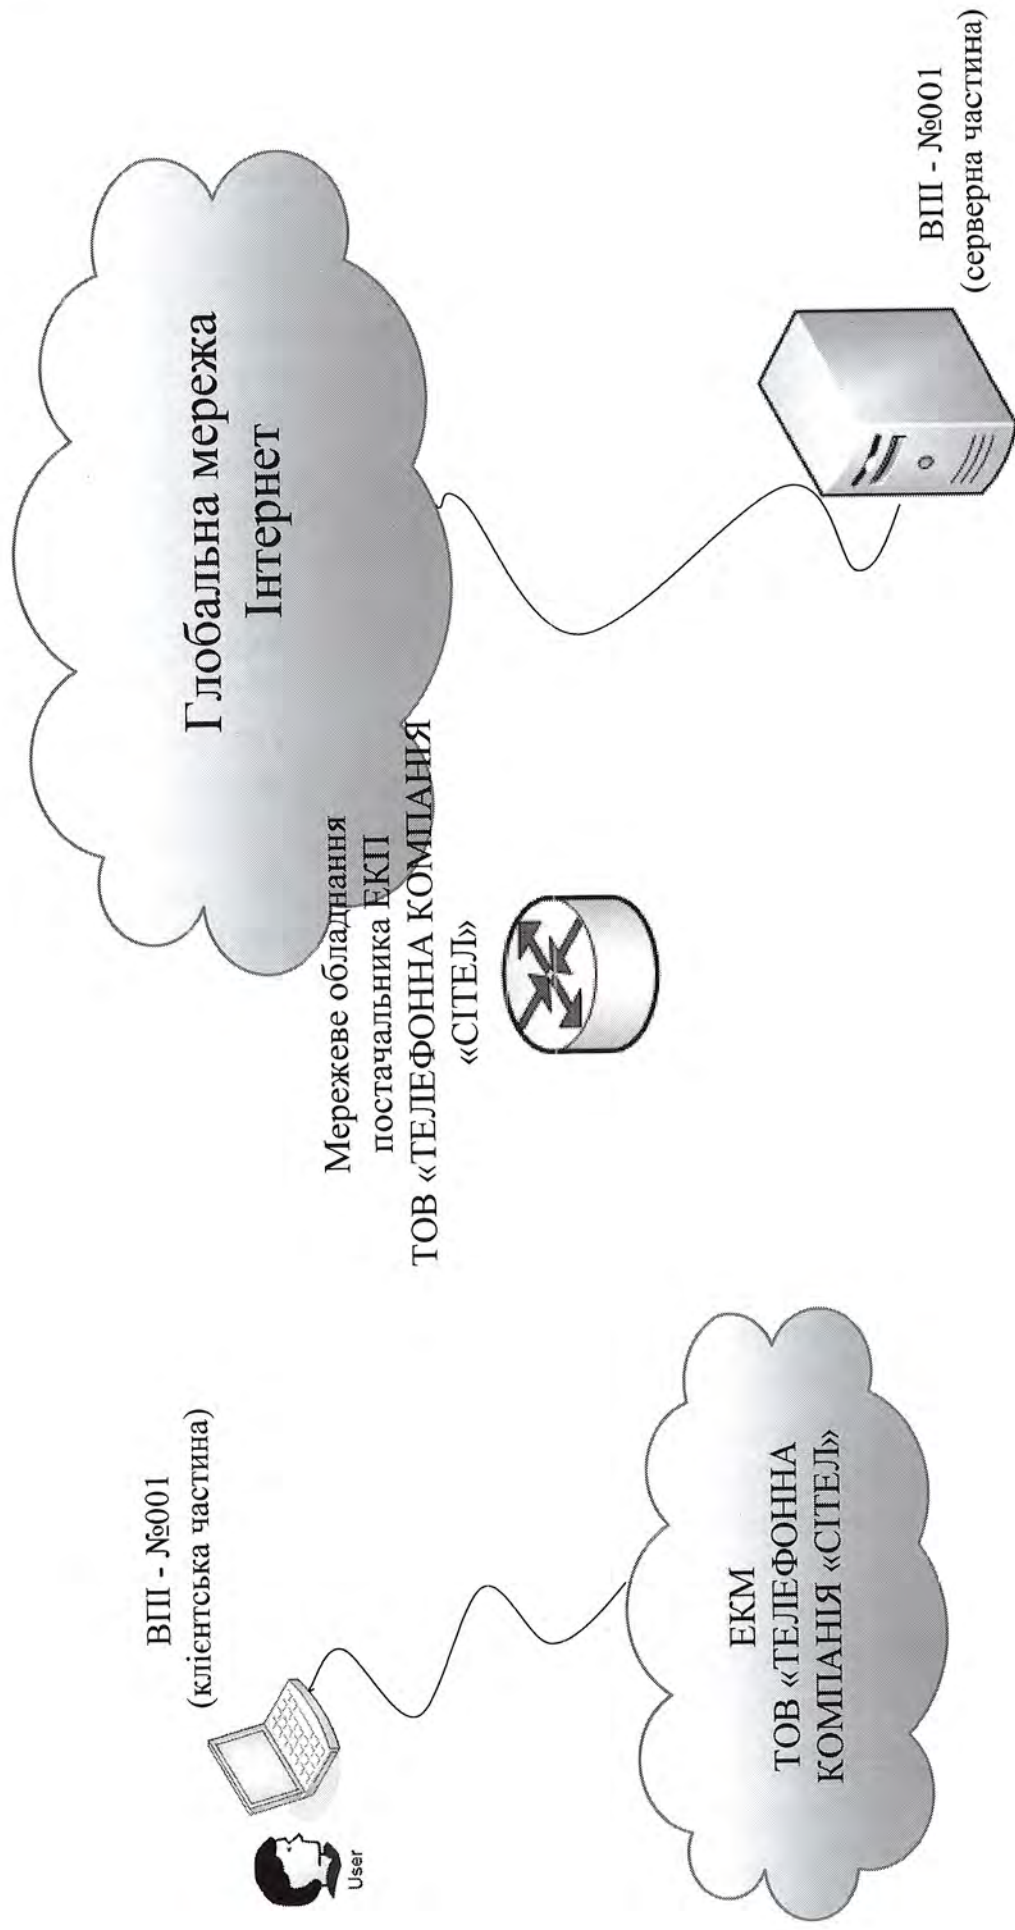 ВПІ - №001
(клієнтська частина)
User
ЕКМ
ТОВ «ТЕЛЕФОННА
КОМПАНІЯ «СІТЕЛ»
Мережеве обладнання
постачальника ЕКП
ТОВ «ТЕЛЕФОННА КОМПАНІЯ
«СІТЕЛ»
Глобальна мережа
Інтернет
ВПІ - №001
(серверна частина)